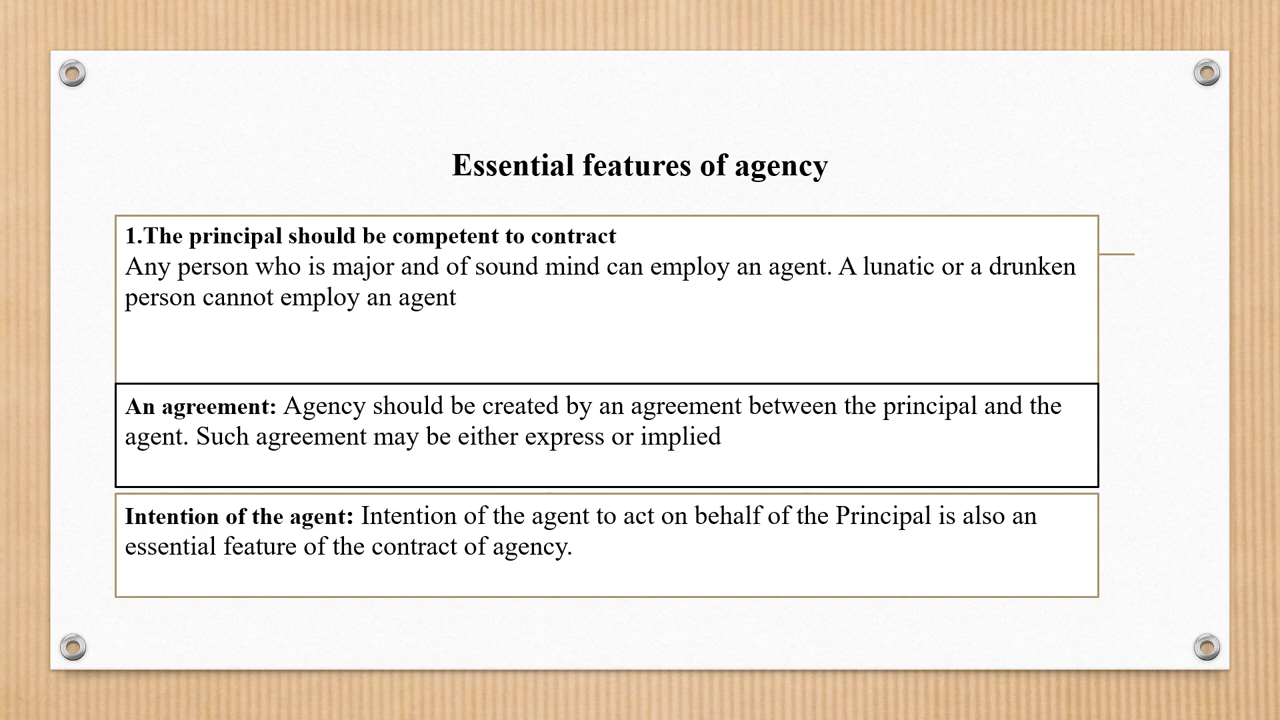 Essential features of agency
1.The principal should be competent to contract
Any person who is major and of sound mind can employ an agent. A lunatic or a drunken
person cannot employ an agent
An agreement: Agency should be created by an agreement between the principal and the
agent. Such agreement may be either express or implied
Intention of the agent: Intention of the agent to act on behalf of the Principal is also an
essential feature of the contract of agency.